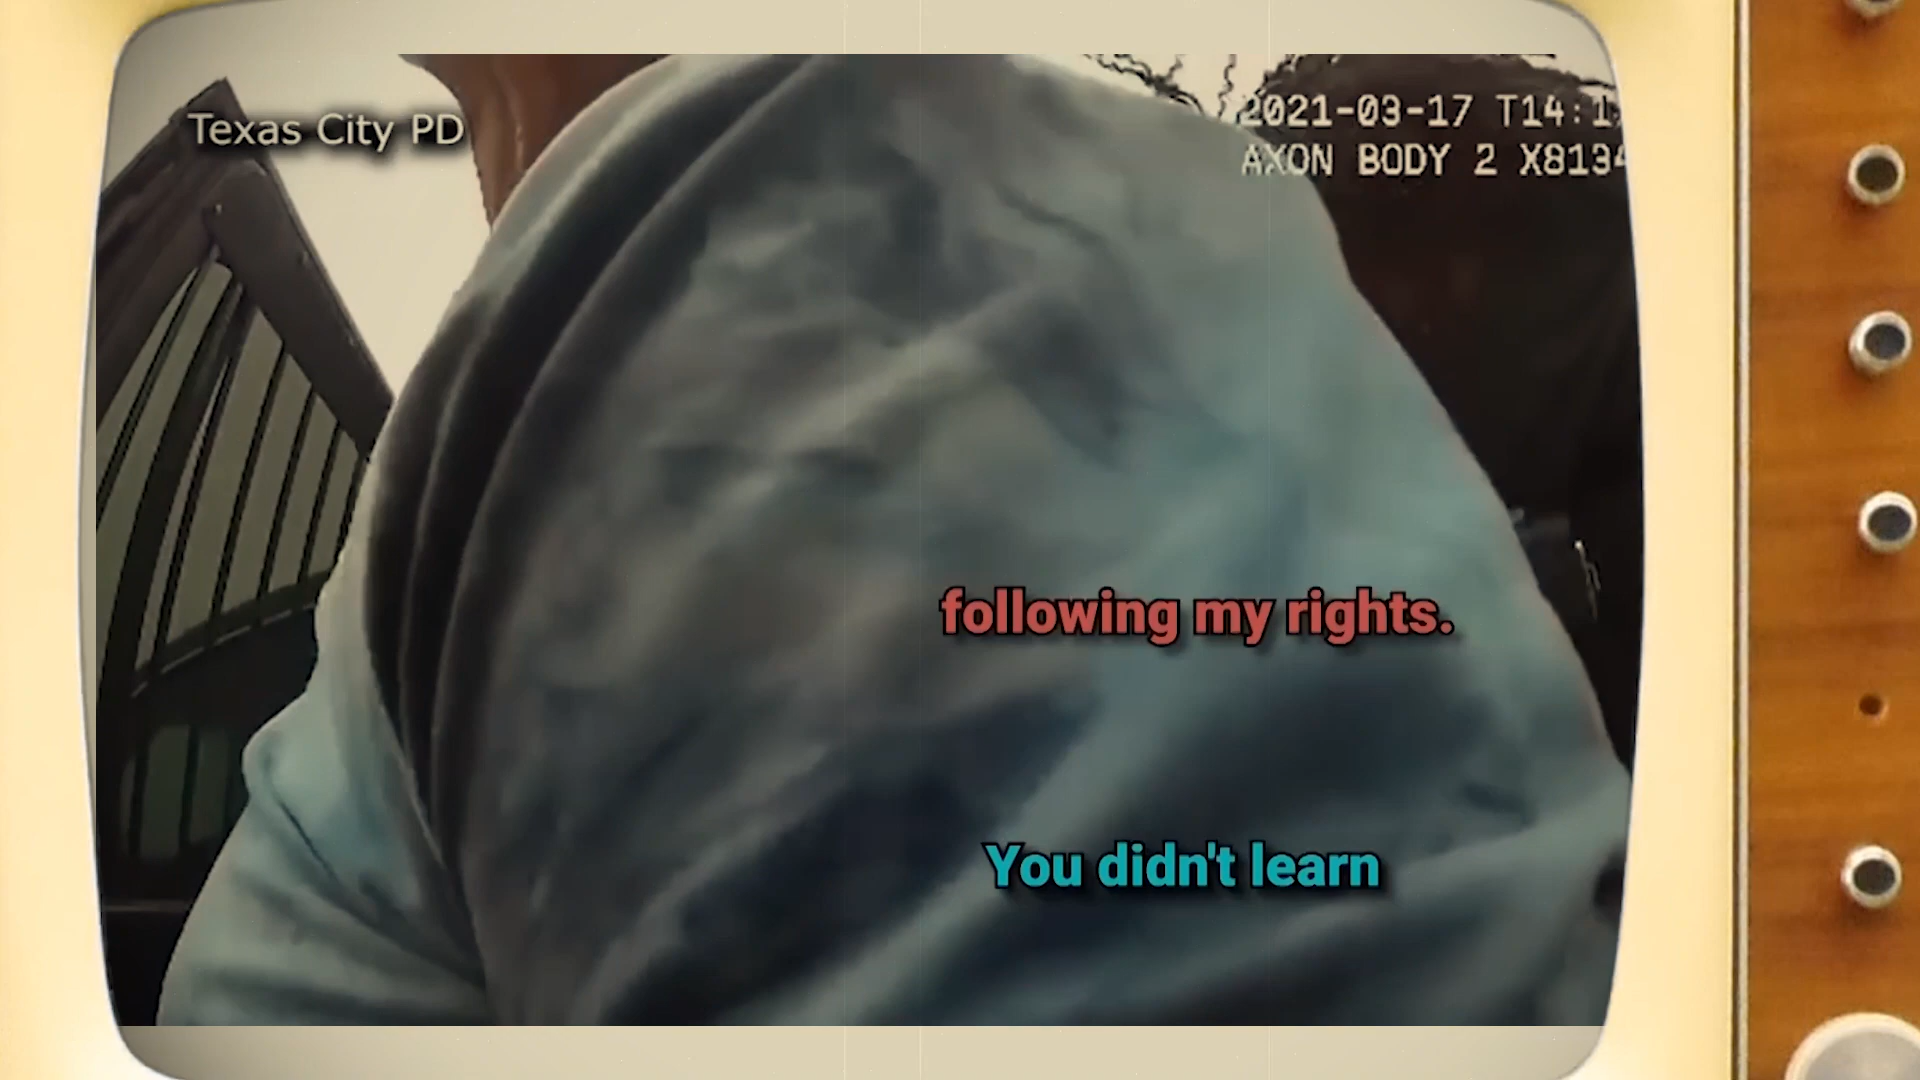 Texas City PD
2021-03-17 T14:1
AXON BODY 2 X813
following my rights.
You didn't learn